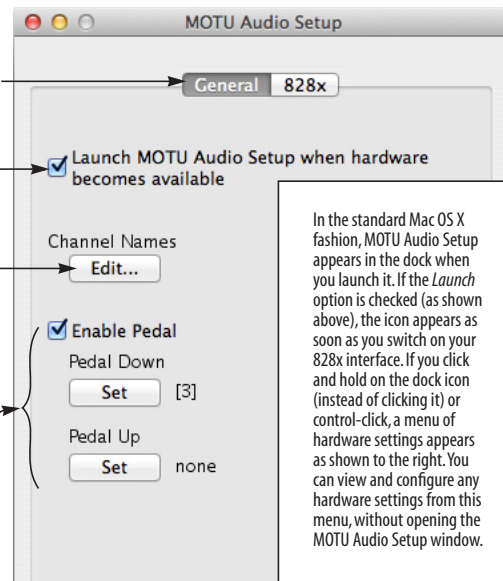 MOTU Audio Setup
General 828x
Launch MOTU Audio Setup when hardware
becomes available
Channel Names
Edit...
Enable Pedal
Pedal Down
Set [3]
Pedal Up
Set none
In the standard Mac OS X
fashion, MOTU Audio Setup
appears in the dock when
you launch it. If the Launch
option is checked (as shown
above), the icon appears as
soon as you switch on your
828x interface. If you click
and hold on the dock icon
(instead of clicking it) or
control-click, a menu of
hardware settings appears
as shown to the right. You
can view and configure any
hardware settings from this
menu, without opening the
MOTU Audio Setup window.